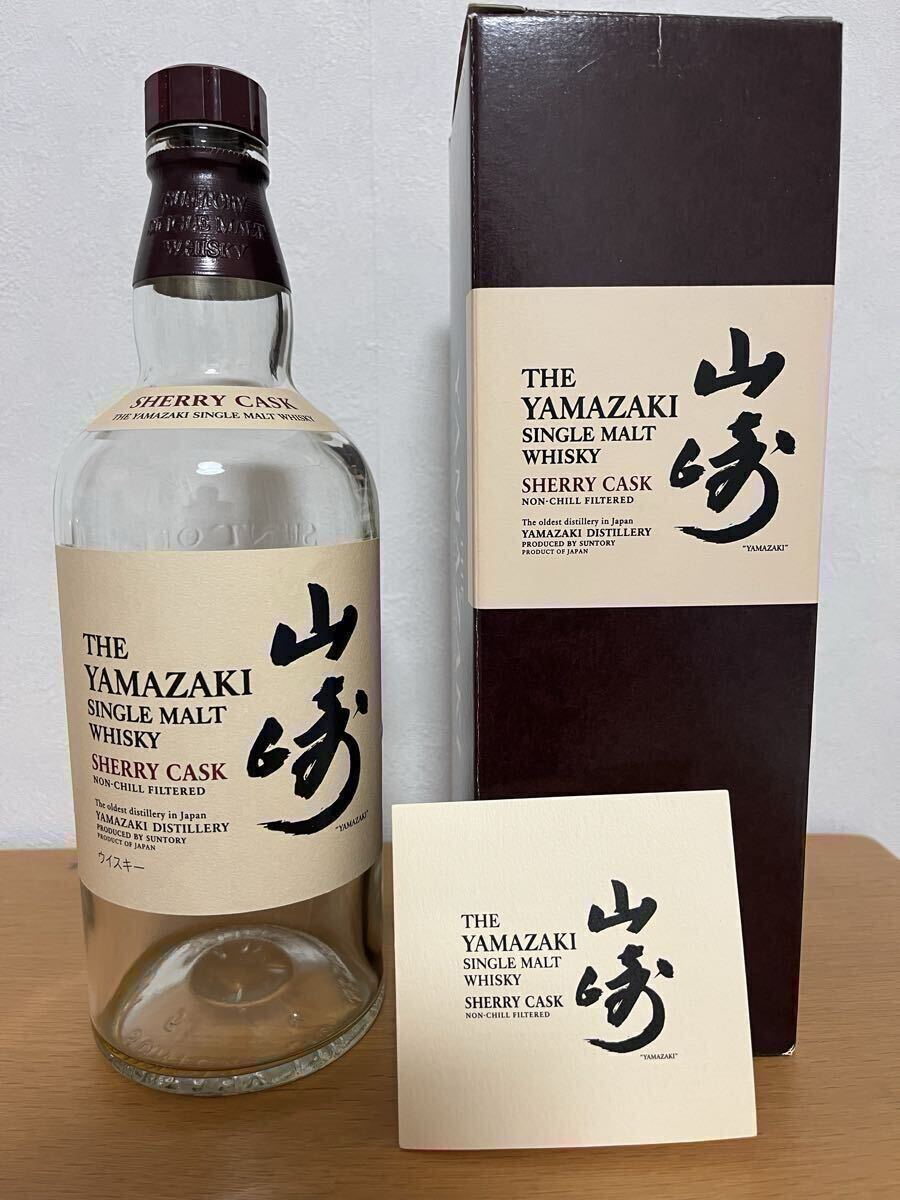 SUNTORY
SINGLE MALT
WHISKY
SHERRY CASK
THE YAMAZAKI SINGLE MALT WHISKY
THE
YAMAZAKI
SINGLE MALT
WHISKY
SHERRY CASK
NON-CHILL FILTERED
The oldest distillery in Japan
YAMAZAKI DISTILLERY
PRODUCED BY SUNTORY
PRODUCT OF JAPAN
ウイスキー
山崎
"YAMAZAKI"
THE
YAMAZAKI
SINGLE MALT
WHISKY
SHERRY CASK
NON-CHILL FILTERED
The oldest distillery in Japan
YAMAZAKI DISTILLERY
PRODUCED BY SUNTORY
PRODUCT OF JAPAN
山崎
"YAMAZAKI"
THE
YAMAZAKI
SINGLE MALT
WHISKY
SHERRY CASK
NON-CHILL FILTERED
山崎
"YAMAZAKI"